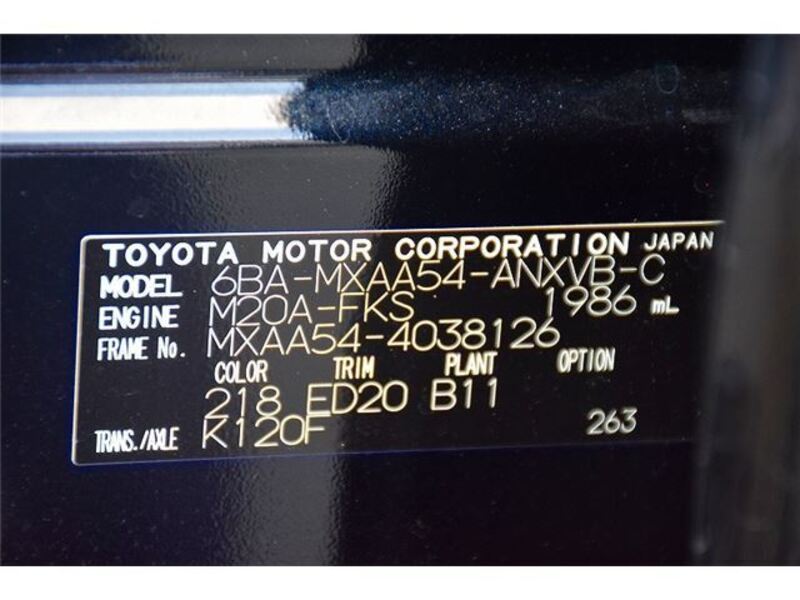 TOYOTA MOTOR CORPORATION JAPAN
MODEL 6BA-MXAA54-ANXVB-C
ENGINE M20A-FKS 1986 mL
FRAME No. MXAA54-4038126
COLOR TRIM PLANT OPTION
218 ED20 B11
TRANS./AXLE K120F 263